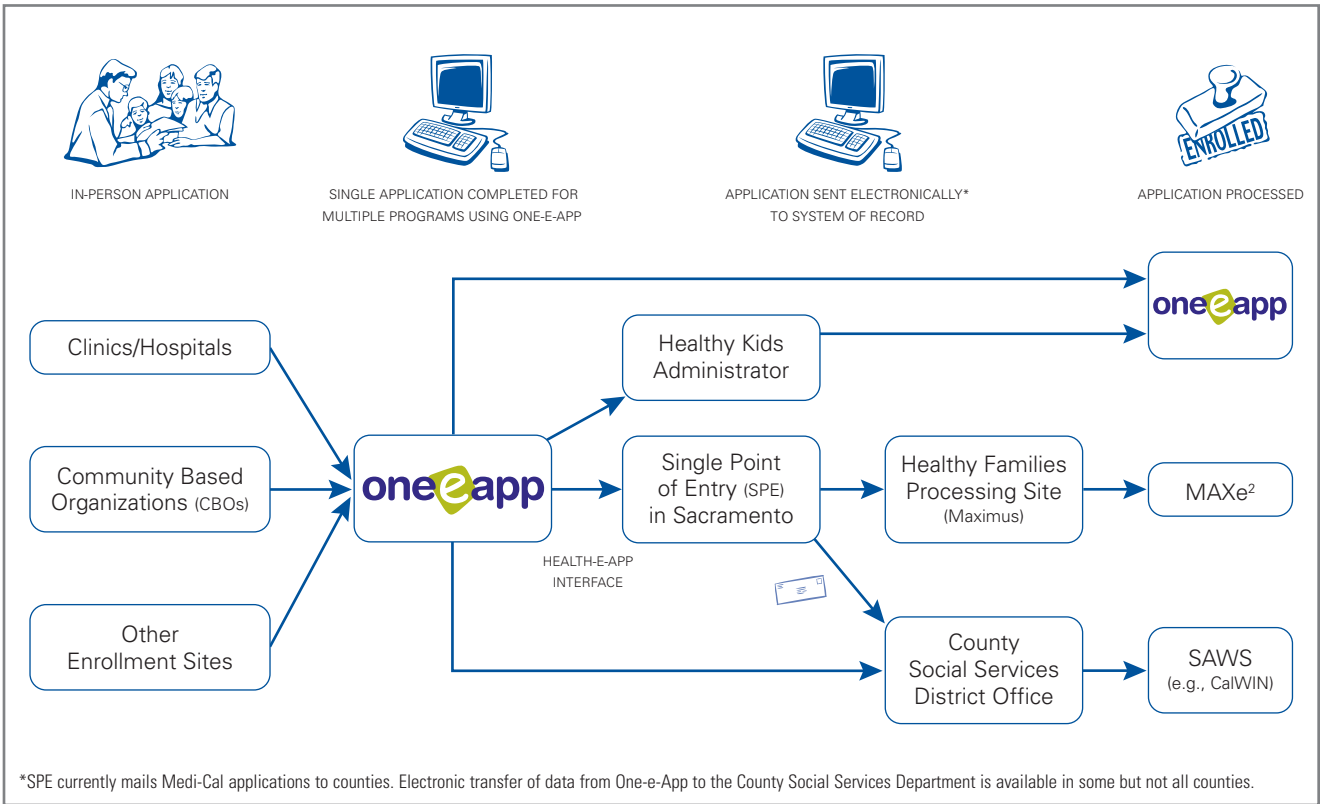 ENROLLED
IN-PERSON APPLICATION
SINGLE APPLICATION COMPLETED FOR
MULTIPLE PROGRAMS USING ONE-E-APP
APPLICATION SENT ELECTRONICALLY*
TO SYSTEM OF RECORD
APPLICATION PROCESSED
Clinics/Hospitals
Community Based
Organizations (CBOs)
Other
Enrollment Sites
oneeapp
HEALTH-E-APP
INTERFACE
Healthy Kids
Administrator
Single Point
of Entry (SPE)
in Sacramento
Healthy Families
Processing Site
(Maximus)
County
Social Services
District Office
oneeapp
MAXe²
SAWS
(e.g., CalWIN)
*SPE currently mails Medi-Cal applications to counties. Electronic transfer of data from One-e-App to the County Social Services Department is available in some but not all counties.